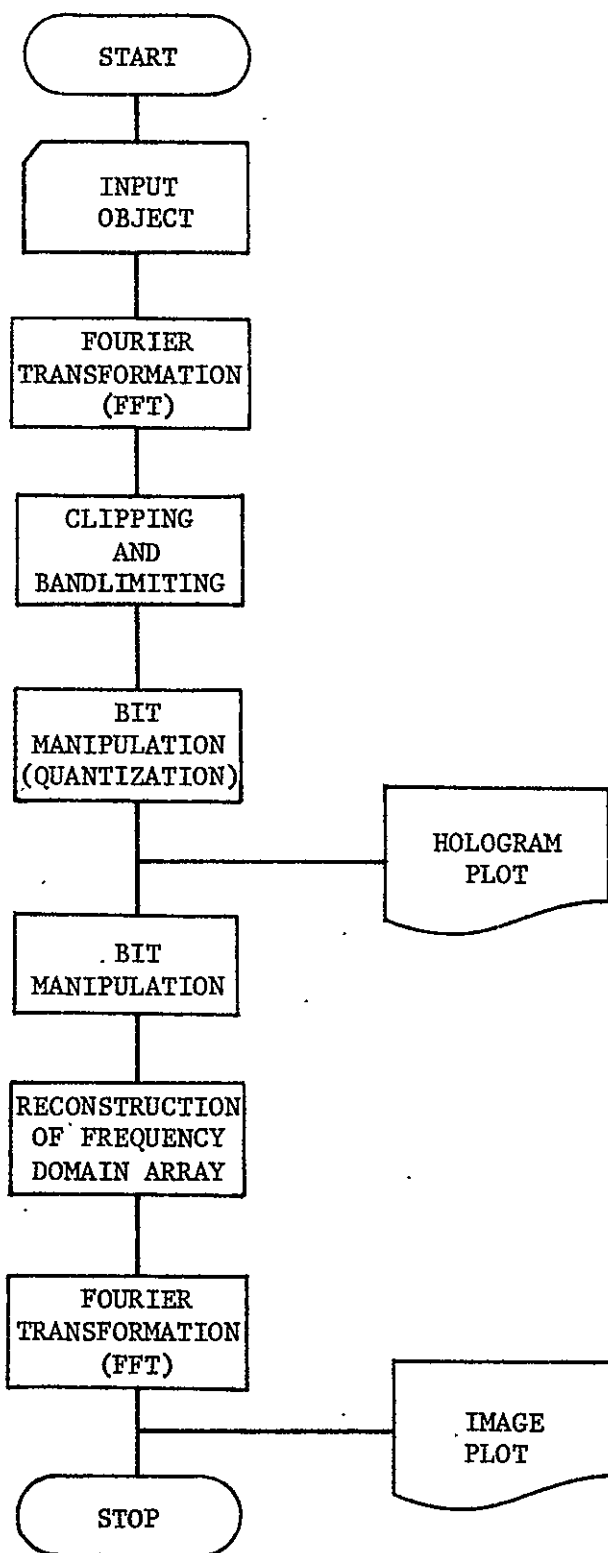 START
INPUT
OBJECT
FOURIER
TRANSFORMATION
(FFT)
CLIPPING
AND
BANDLIMITING
BIT
MANIPULATION
(QUANTIZATION)
HOLOGRAM
PLOT
BIT
MANIPULATION
RECONSTRUCTION
OF FREQUENCY
DOMAIN ARRAY
FOURIER
TRANSFORMATION
(FFT)
IMAGE
PLOT
STOP